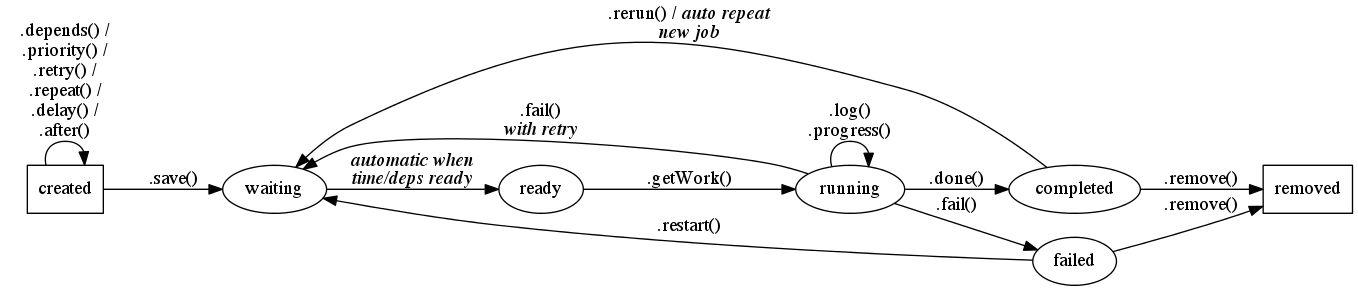 .rerun() / auto repeat
new job
.depends() /
.priority() /
.retry() /
.repeat() /
.delay() /
.after()
.fail()
with retry
.log()
.progress()
created
.save()
waiting
automatic when
time/deps ready
ready
.getWork()
running
.done()
completed
.remove()
removed
.fail()
.remove()
.restart()
failed